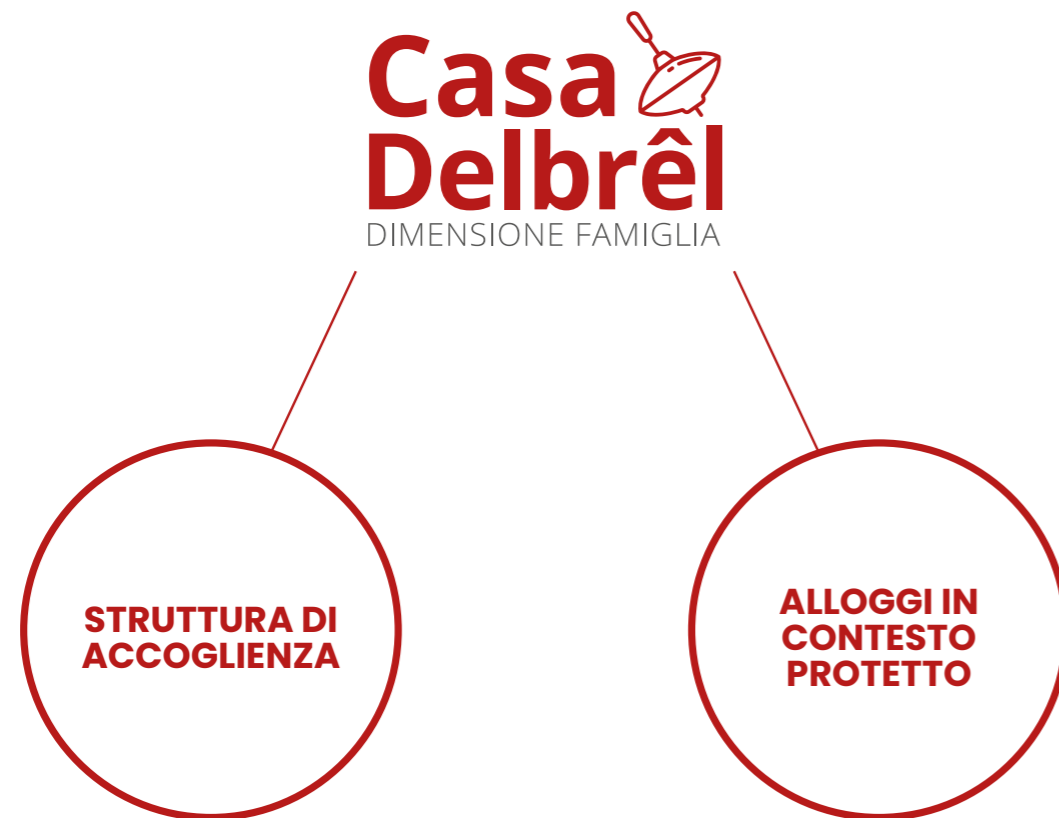 Casa
Delbrêl
DIMENSIONE FAMIGLIA
STRUTTURA DI
ACCOGLIENZA
ALLOGGI IN
CONTESTO
PROTETTO